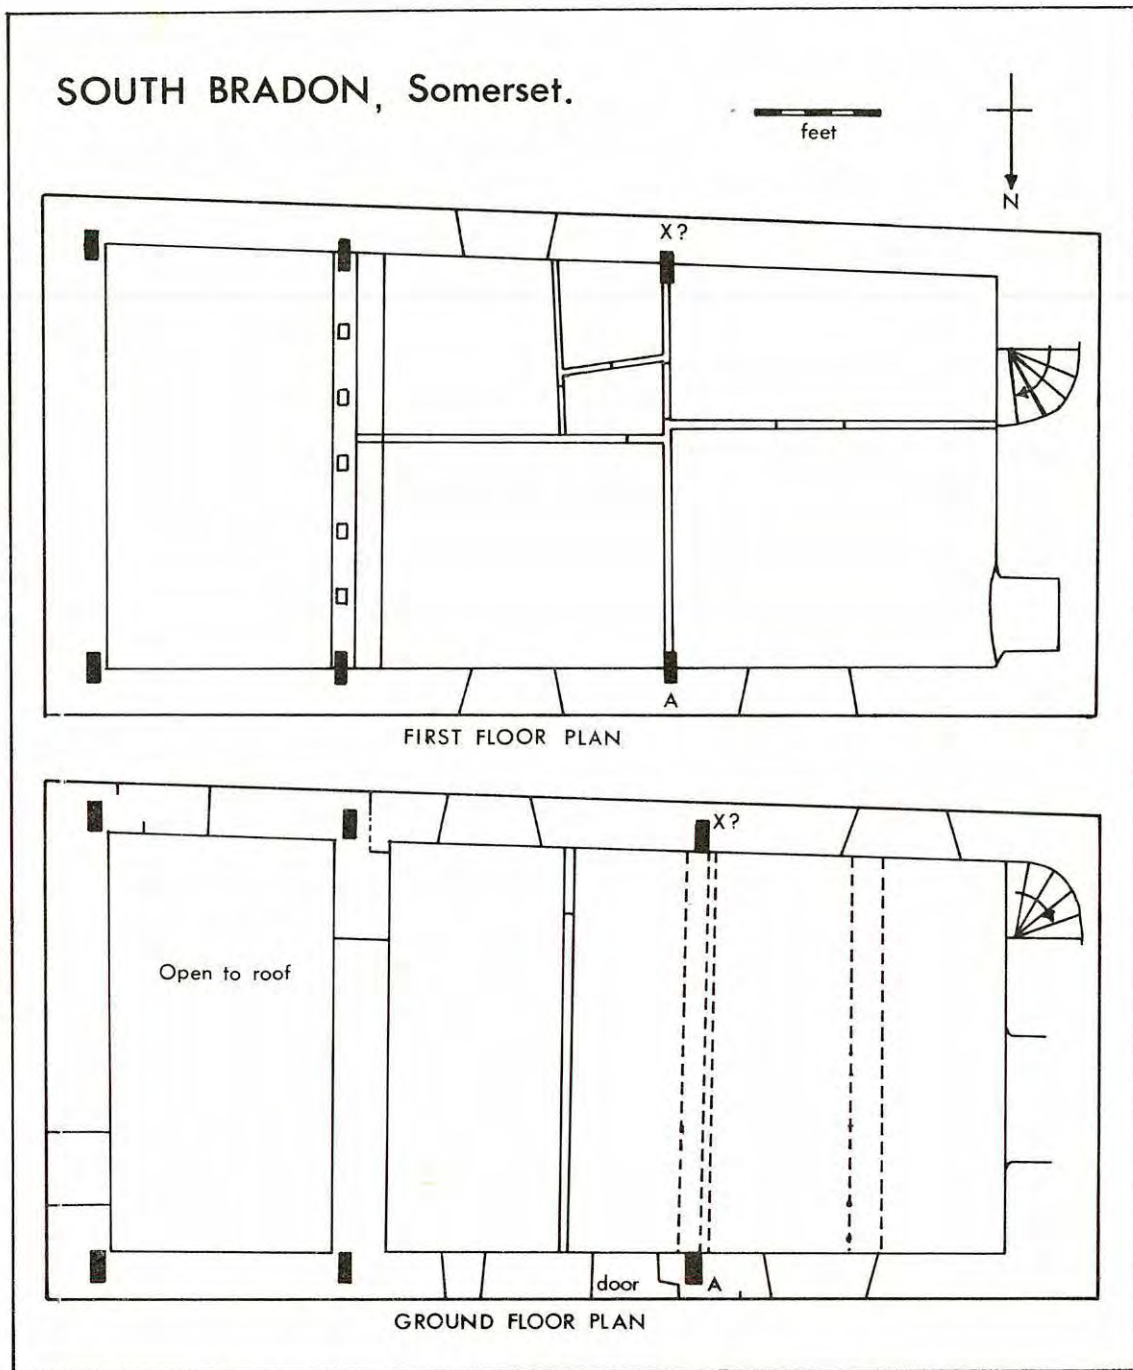 SOUTH BRADON, Somerset.
feet
N
X?
A
FIRST FLOOR PLAN
X?
Open to roof
door
A
GROUND FLOOR PLAN